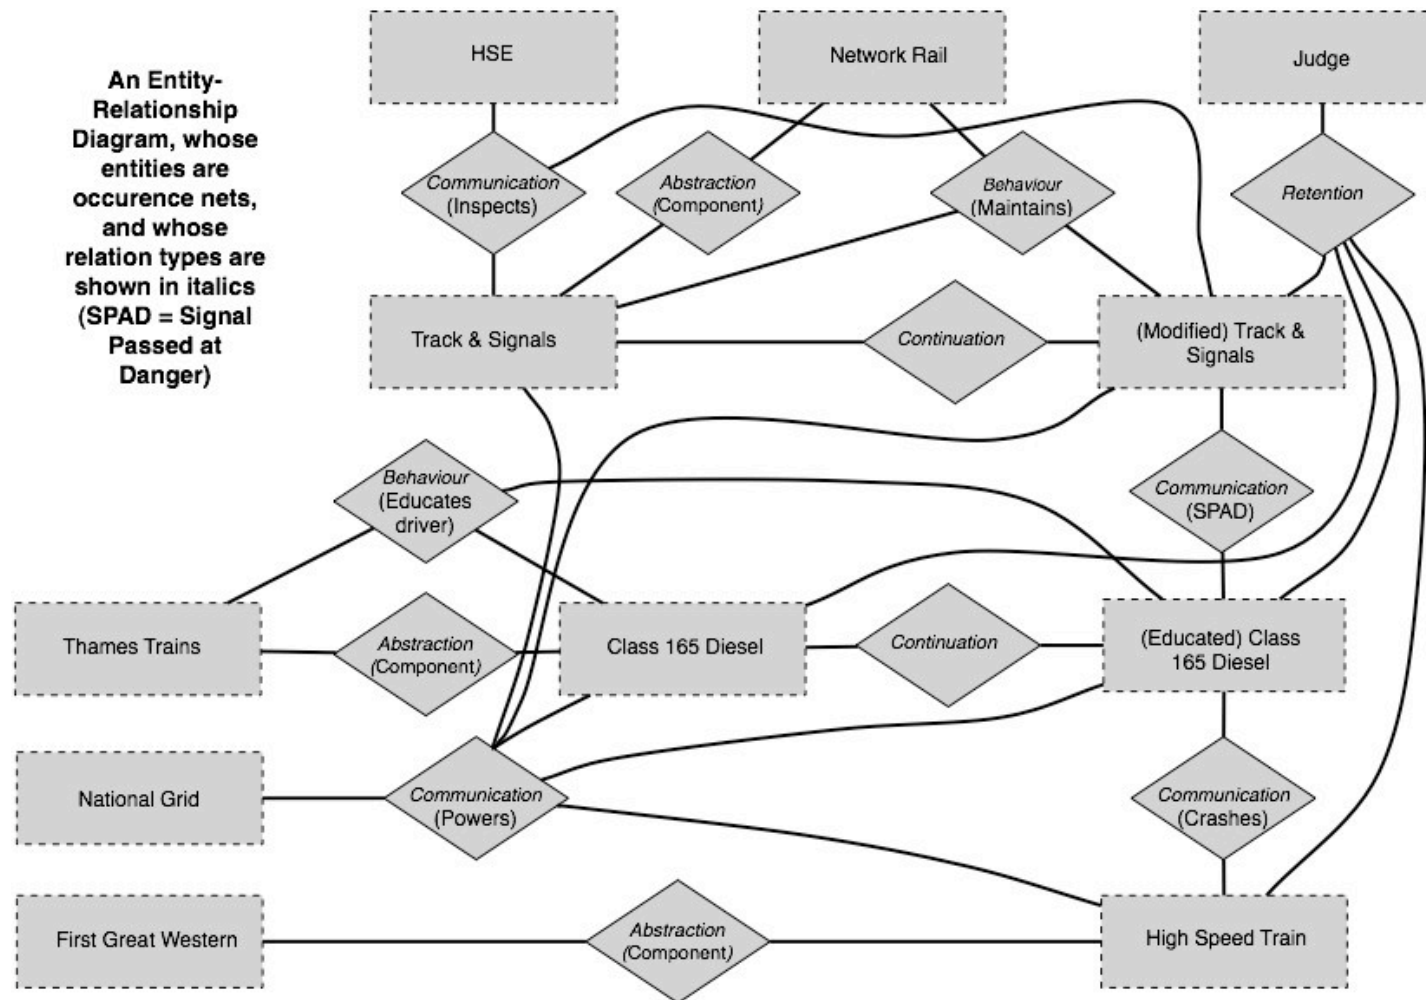 An Entity-
Relationship
Diagram, whose
entities are
occurence nets,
and whose
relation types are
shown in italics
(SPAD = Signal
Passed at
Danger)
HSE
Network Rail
Judge
Communication
(Inspects)
Abstraction
(Component)
Behaviour
(Maintains)
Retention
Track & Signals
Continuation
(Modified) Track &
Signals
Behaviour
(Educates
driver)
Communication
(SPAD)
Thames Trains
Abstraction
(Component)
Class 165 Diesel
Continuation
(Educated) Class
165 Diesel
National Grid
Communication
(Powers)
Communication
(Crashes)
First Great Western
Abstraction
(Component)
High Speed Train